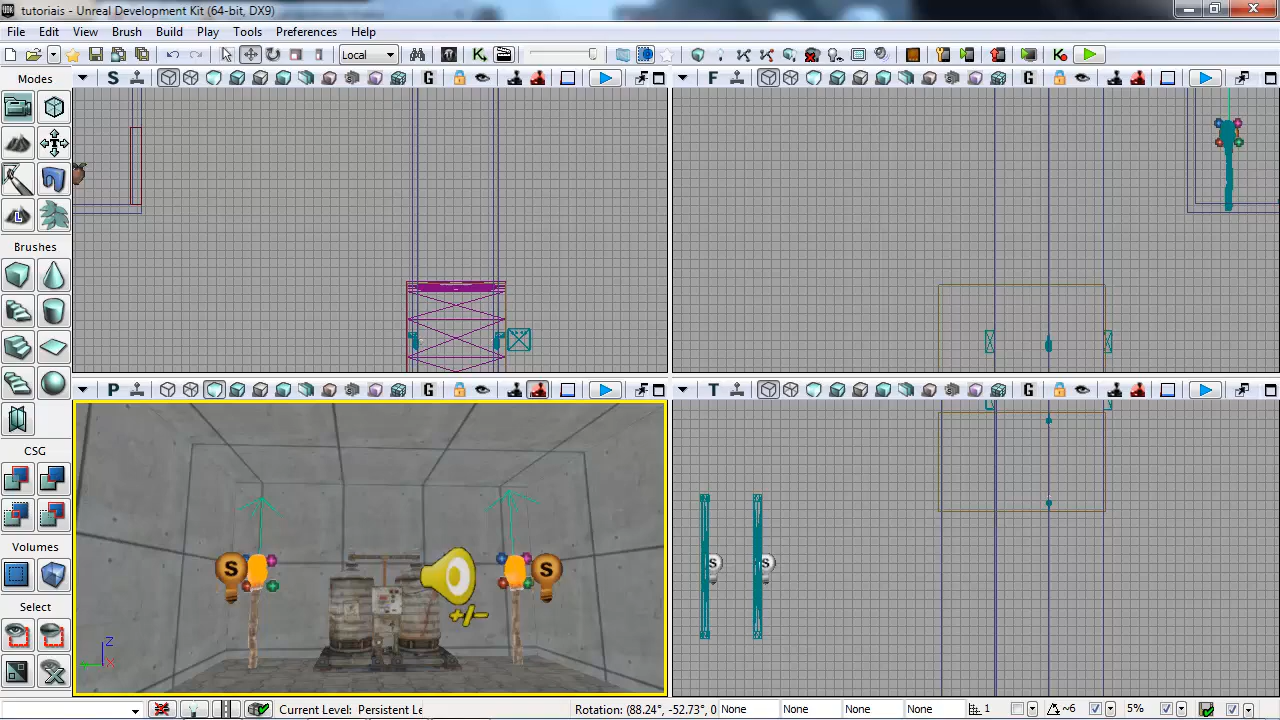 tutoriais - Unreal Development Kit (64-bit, DX9)
File Edit View Brush Build Play Tools Preferences Help
Local
Modes
S G F G
L
Brushes
P G T G
CSG
S S S S
Volumes
Select
Z
X
+/−
Current Level: Persistent Le Rotation: (88.24°, -52.73°, 0 None None None None 1 ~6 5%